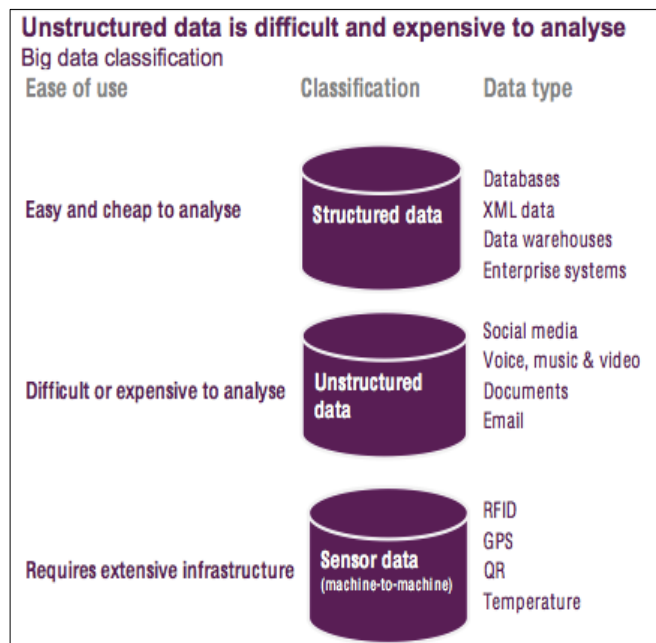 Unstructured data is difficult and expensive to analyse
Big data classification
Ease of use
Classification
Data type
Easy and cheap to analyse
Structured data
Databases
XML data
Data warehouses
Enterprise systems
Difficult or expensive to analyse
Unstructured
data
Social media
Voice, music & video
Documents
Email
Requires extensive infrastructure
Sensor data
(machine-to-machine)
RFID
GPS
QR
Temperature